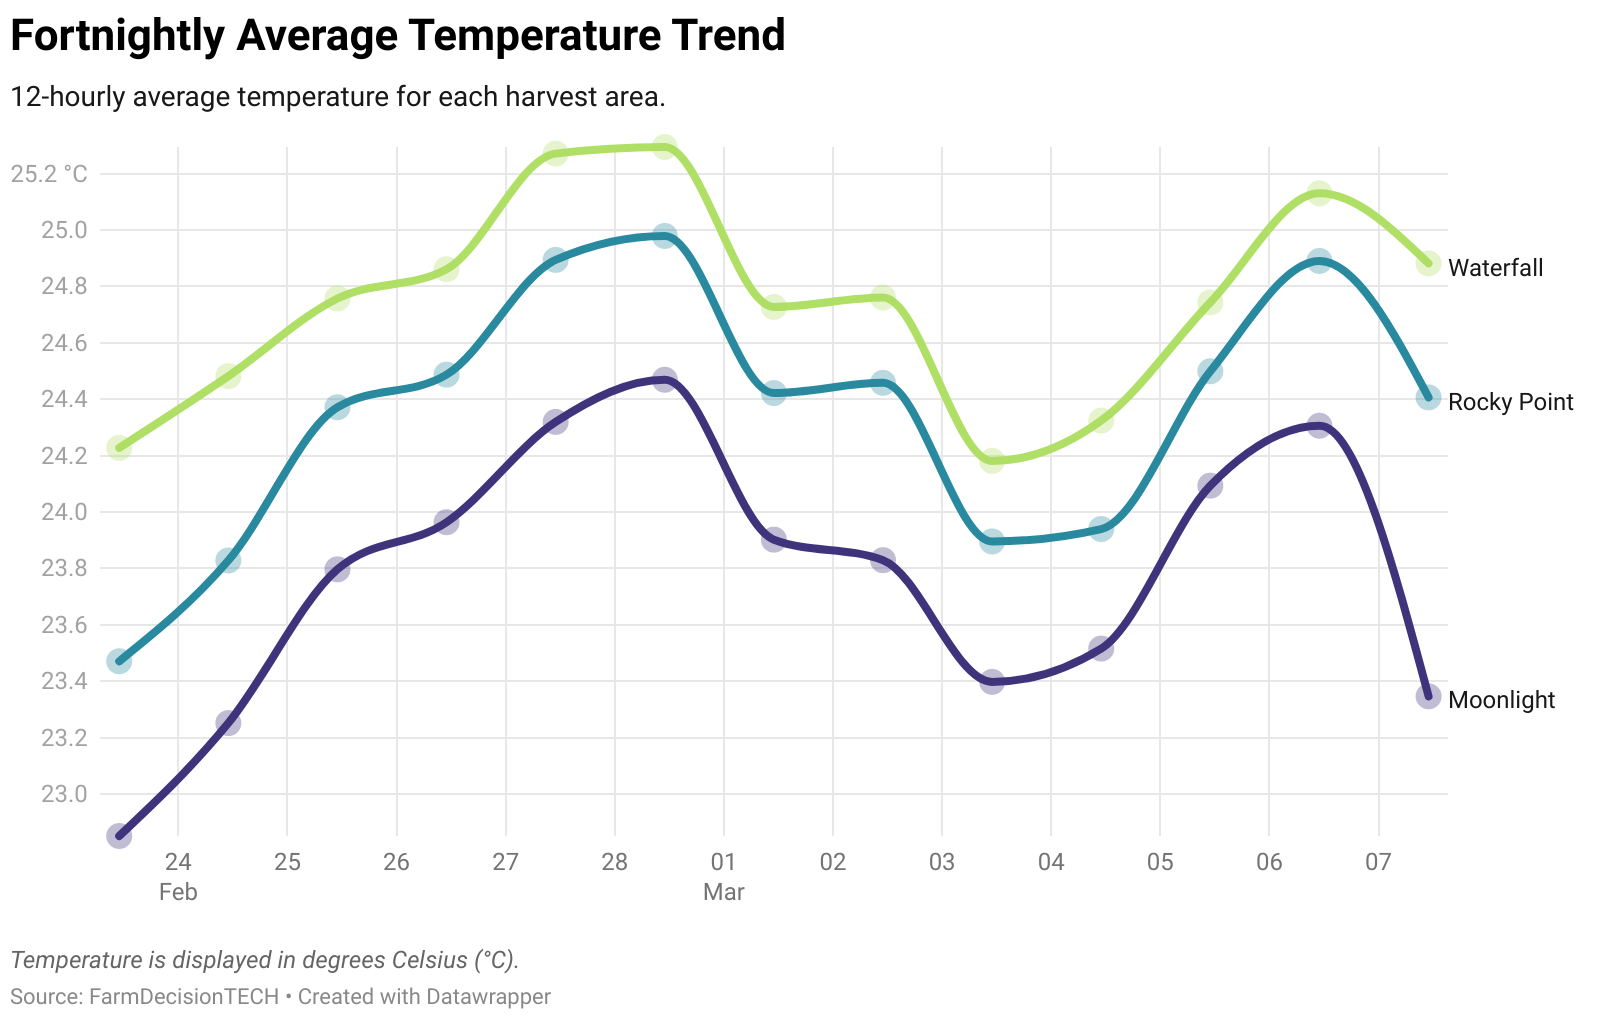 Fortnightly Average Temperature Trend
12-hourly average temperature for each harvest area.
25.2 °C
25.0
24.8
24.6
24.4
24.2
24.0
23.8
23.6
23.4
23.2
23.0
Waterfall
Rocky Point
Moonlight
24 25 26 27 28 01 02 03 04 05 06 07
Feb Mar
Temperature is displayed in degrees Celsius (°C).
Source: FarmDecisionTECH • Created with Datawrapper